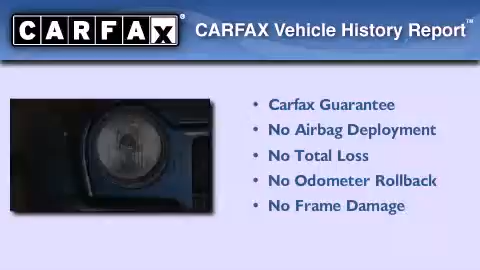 CARFAX®
CARFAX Vehicle History Report™
• Carfax Guarantee
• No Airbag Deployment
• No Total Loss
• No Odometer Rollback
• No Frame Damage